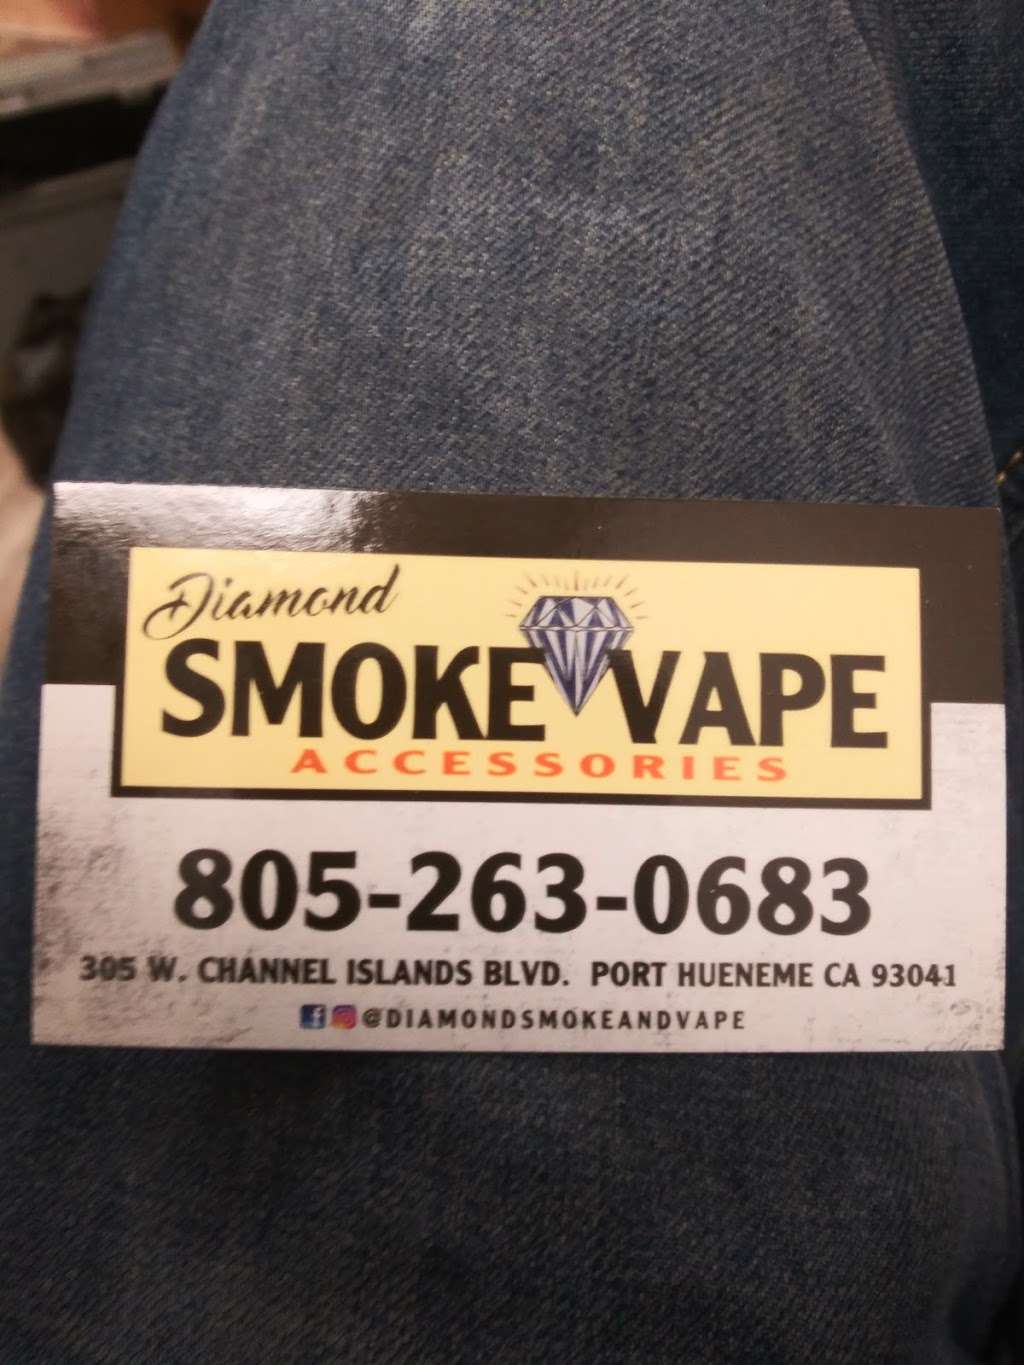 Diamond
SMOKE VAPE
ACCESSORIES
805-263-0683
305 W. CHANNEL ISLANDS BLVD. PORT HUENEME CA 93041
@DIAMONDSMOKEANDVAPE